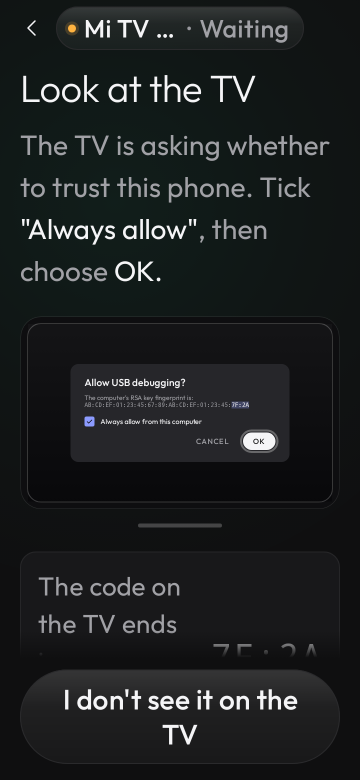 Mi TV ... · Waiting
Look at the TV
The TV is asking whether
to trust this phone. Tick
"Always allow", then
choose OK.
Allow USB debugging?
The computer's RSA key fingerprint is:
AB:CD:EF:01:23:45:67:89:AB:CD:EF:01:23:45:7F:2A
Always allow from this computer
CANCEL OK
The code on
the TV ends
7F:2A
I don't see it on the
TV